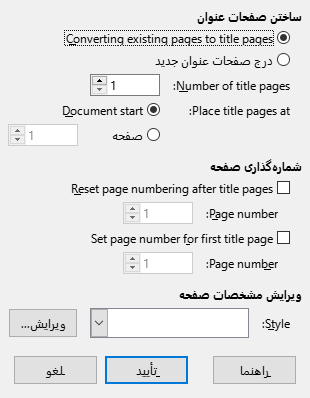 ساختن صفحات عنوان
Converting existing pages to title pages
درج صفحات عنوان جدید
Number of title pages: 1
Place title pages at: Document start
صفحه 1
شماره‌گذاری صفحه
Reset page numbering after title pages
Page number: 1
Set page number for first title page
Page number: 1
ویرایش مشخصات صفحه
Style: ویرایش...
راهنما تأیید لغو